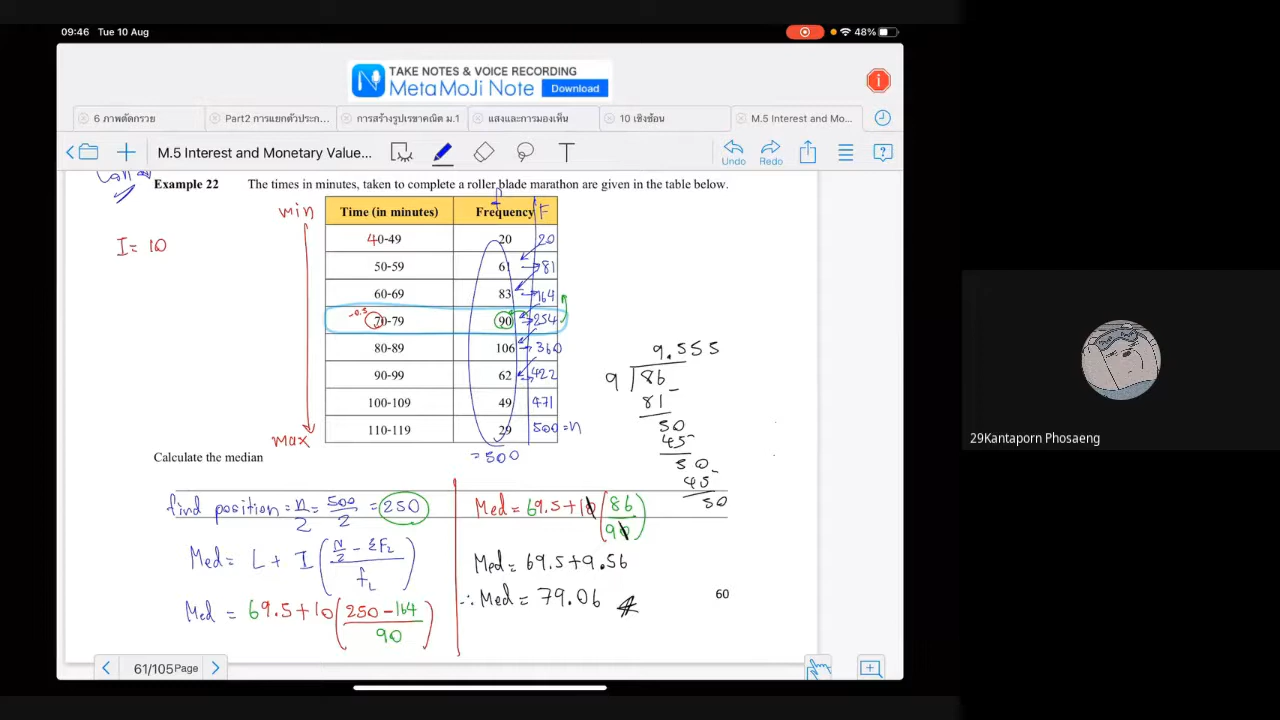 09:46 Tue 10 Aug
48%
TAKE NOTES & VOICE RECORDING
MetaMoJi Note
Download
6 ภาพตัดกรวย
Part2 การแยกตัวประก...
การสร้างรูปเรขาคณิต ม.1
แสงและการมองเห็น
10 เชิงซ้อน
M.5 Interest and Mo...
M.5 Interest and Monetary Value...
T
Undo
Redo
Example 22 The times in minutes, taken to complete a roller blade marathon are given in the table below.
I = 10
min
max
Time (in minutes) Frequency F
40-49 20 20
50-59 61 81
60-69 83 164
-0.5
70-79 90 254
80-89 106 360
90-99 62 422
100-109 49 471
110-119 29 500 = n
= 500
Calculate the median
find position = n/2 = 500/2 = 250
Med = L + I (N/2 - ΣFL / fL)
Med = 69.5 + 10 (250 - 164 / 90)
Med = 69.5 + 10 (86 / 90)
Med = 69.5 + 9.56
∴ Med = 79.06
9.555
9 86
81
50
45
50
45
50
60
61/105Page
29Kantaporn Phosaeng